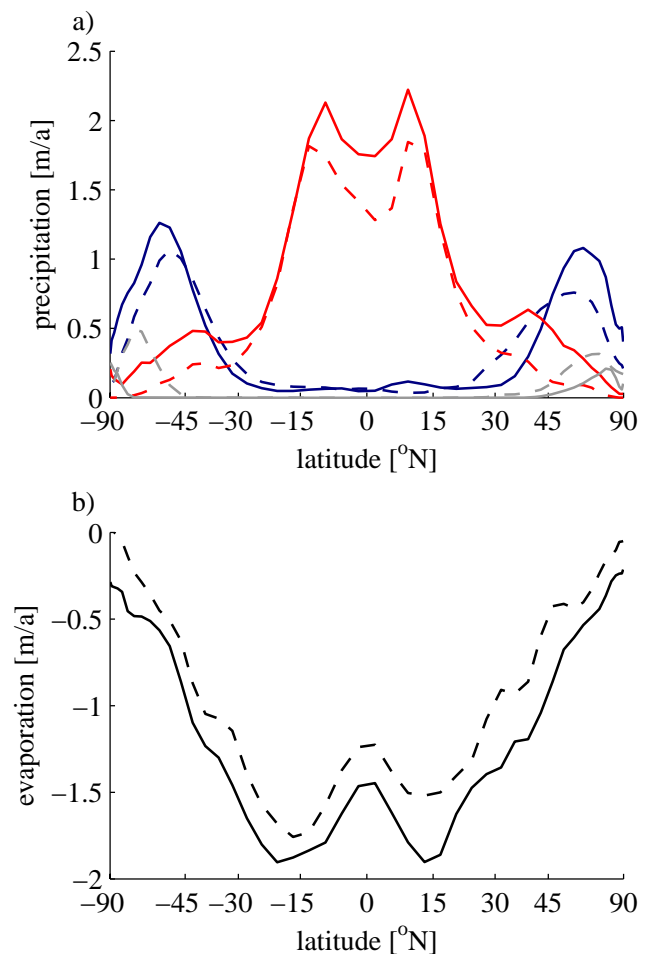 a)
2.5
2
1.5
1
0.5
0
precipitation [m/a]
−90 −45 −30 −15 0 15 30 45 90
latitude [°N]
b)
0
−0.5
−1
−1.5
−2
evaporation [m/a]
−90 −45 −30 −15 0 15 30 45 90
latitude [°N]